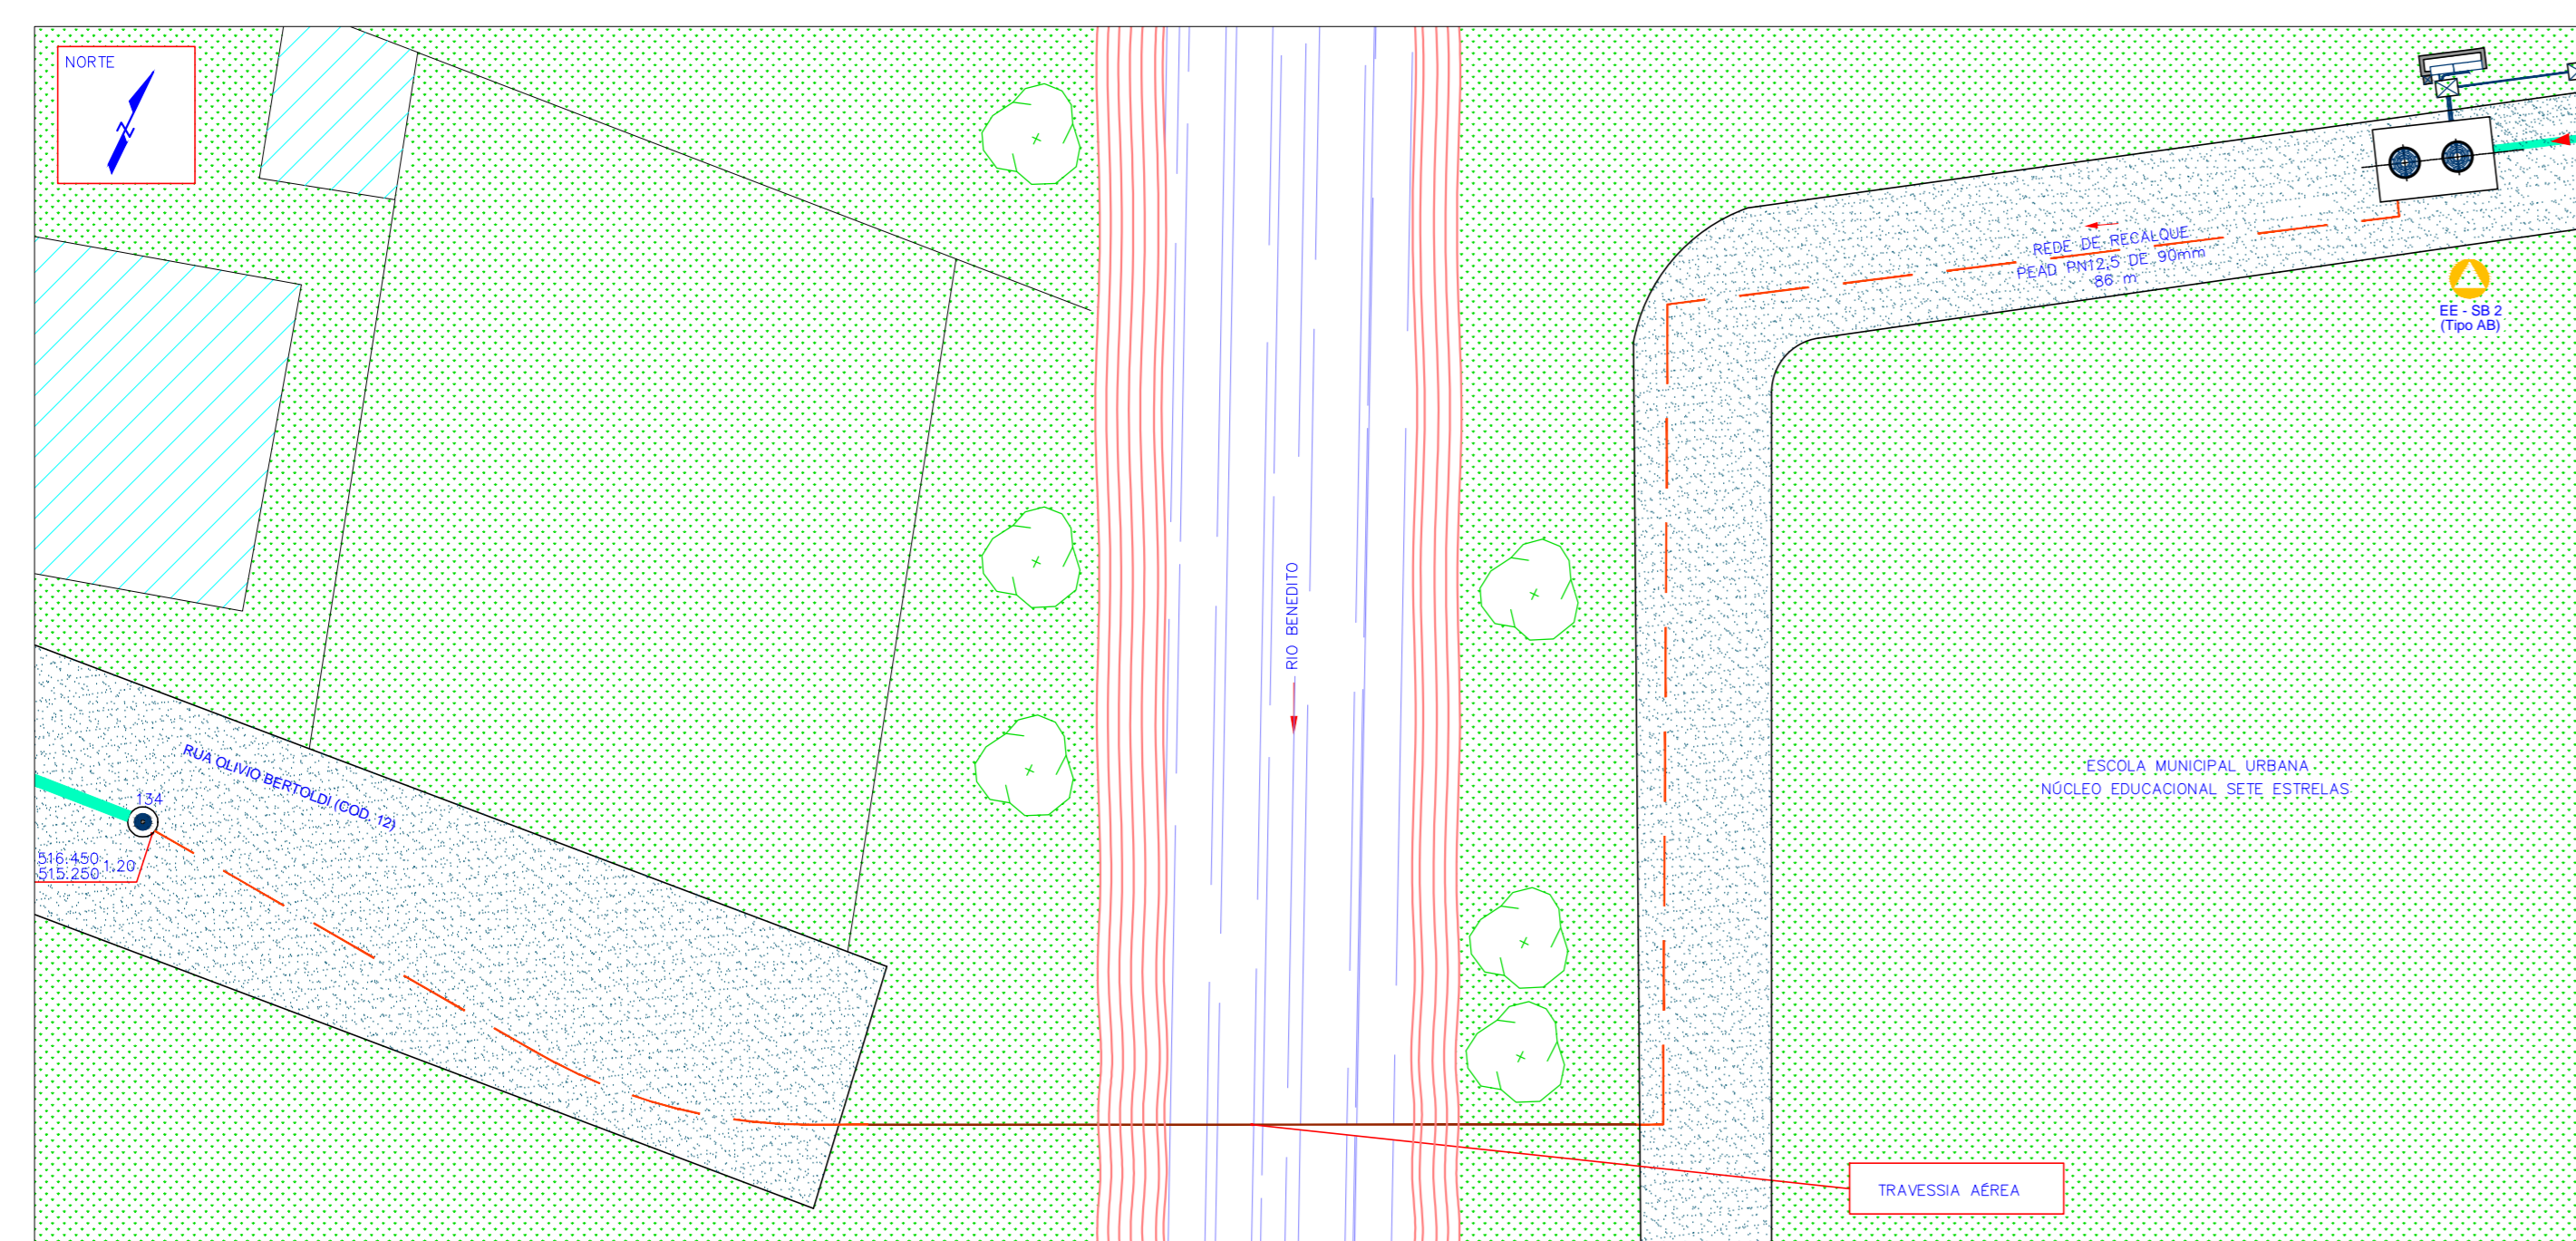 NORTE
N
REDE DE RECALQUE
PEAD PN12,5 DE 90mm
86 m
EE - SB 2
(Tipo AB)
RIO BENEDITO
RUA OLIVIO BERTOLDI (COD. 12)
134
516.450
1.20
515.250
ESCOLA MUNICIPAL URBANA
NÚCLEO EDUCACIONAL SETE ESTRELAS
TRAVESSIA AÉREA